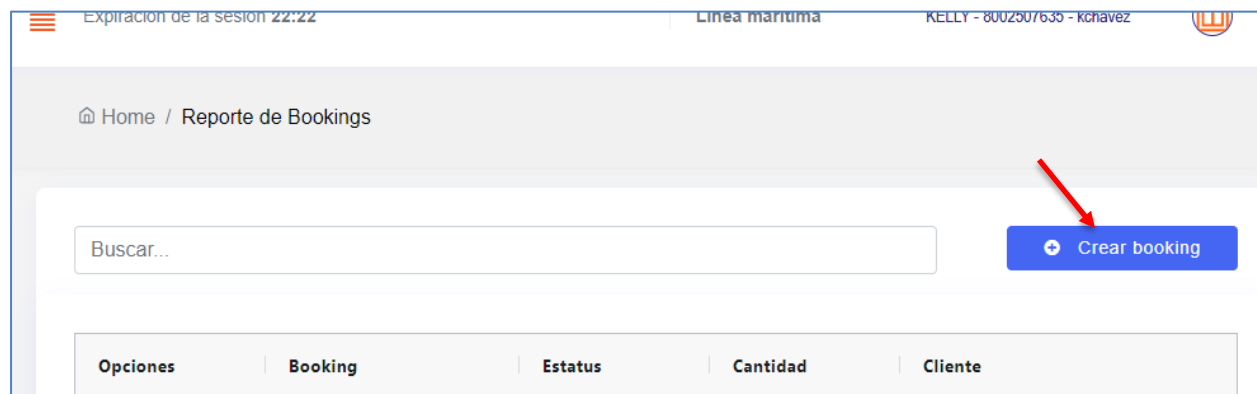 Expiración de la sesión 22:22 Línea marítima KELLY - 8002507635 - kchavez
Home / Reporte de Bookings
Buscar... Crear booking
Opciones Booking Estatus Cantidad Cliente